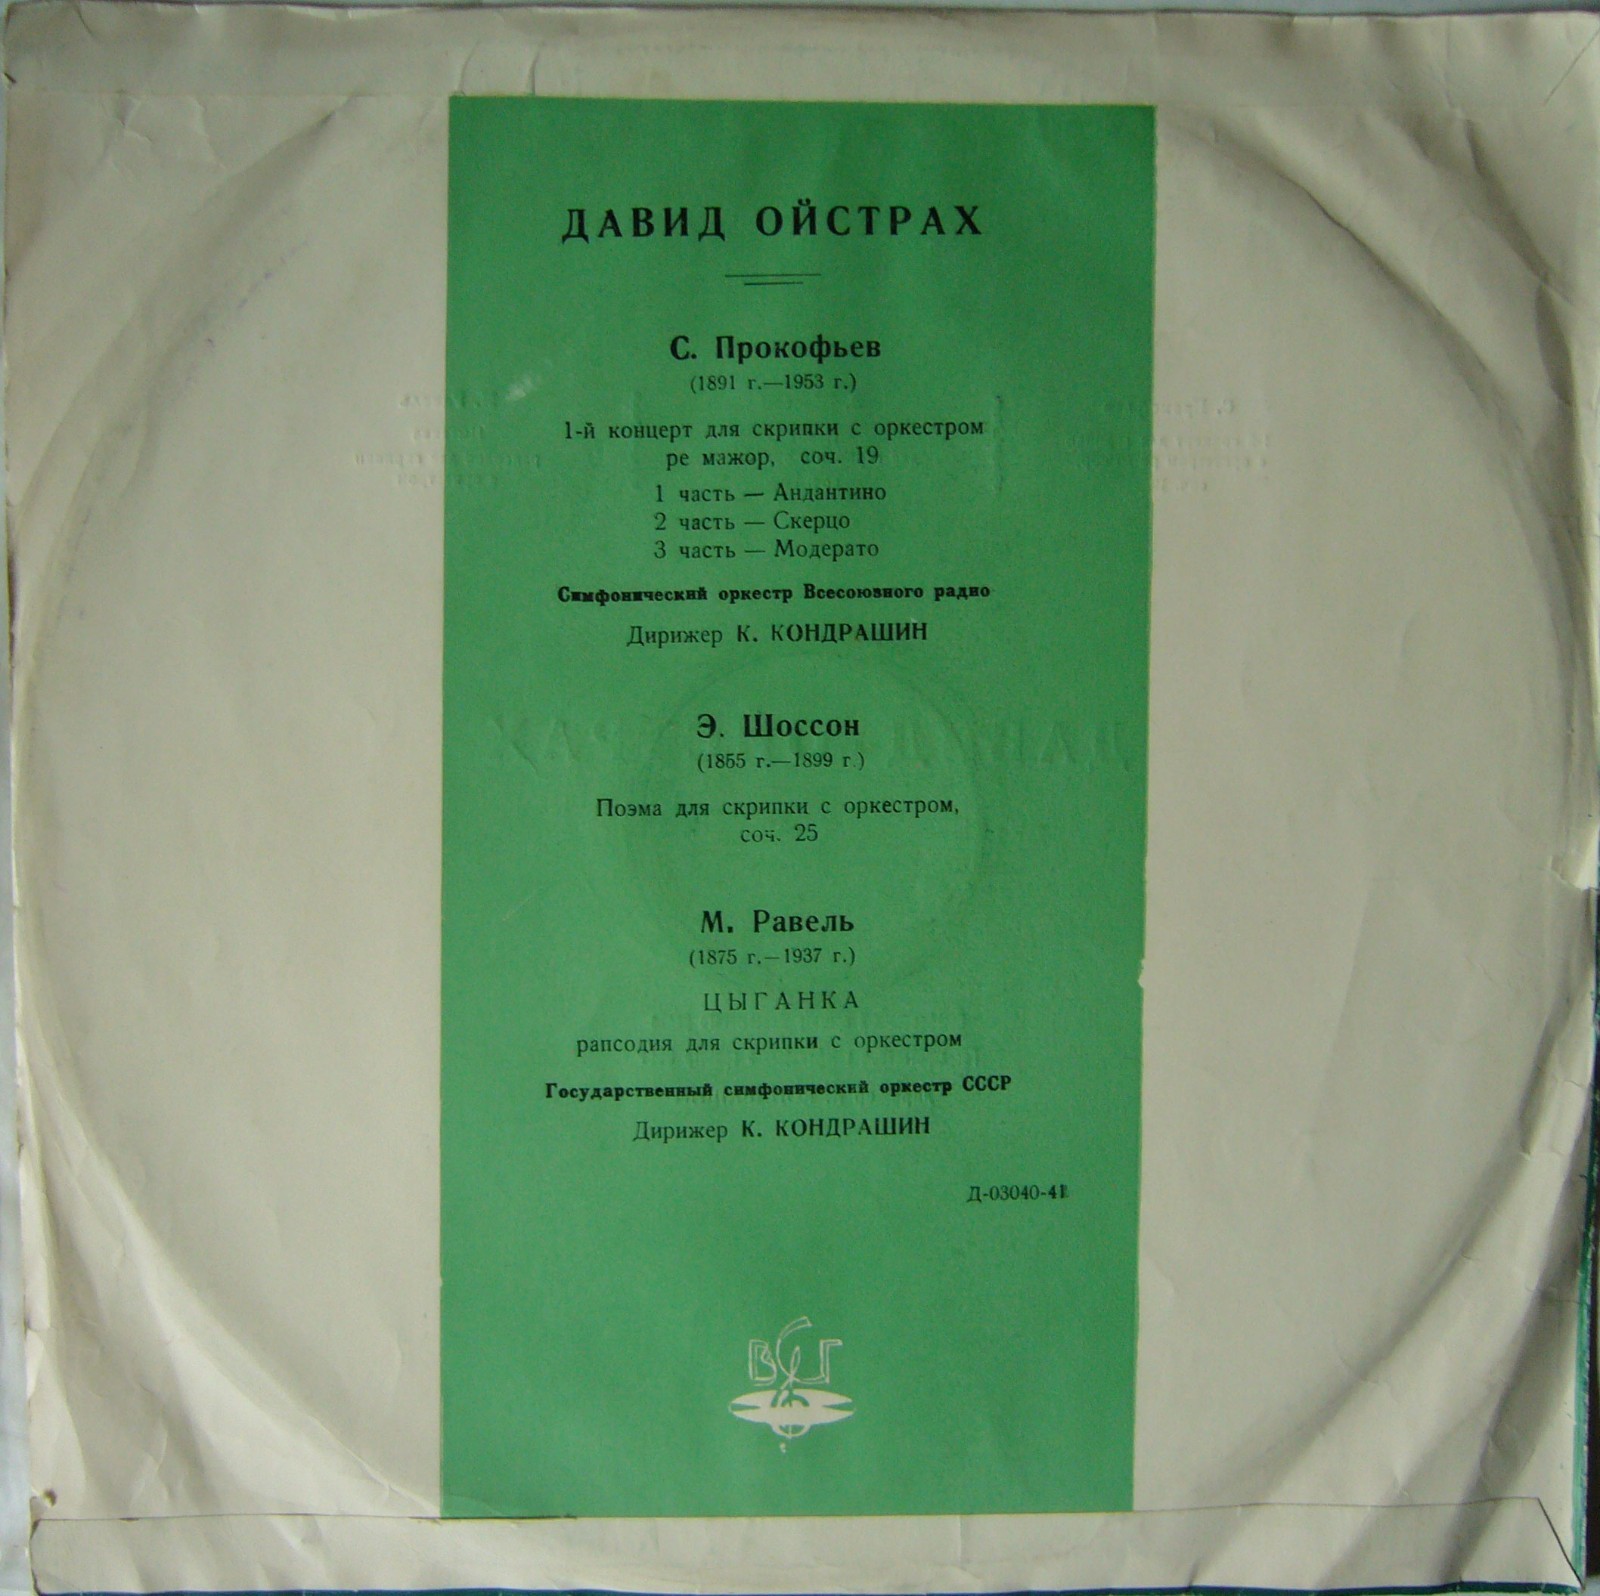 ДАВИД ОЙСТРАХ
С. Прокофьев
(1891 г.—1953 г.)
1-й концерт для скрипки с оркестром
ре мажор, соч. 19
1 часть — Андантино
2 часть — Скерцо
3 часть — Модерато
Симфонический оркестр Всесоюзного радио
Дирижер К. КОНДРАШИН
Э. Шоссон
(1855 г.—1899 г.)
Поэма для скрипки с оркестром,
соч. 25
М. Равель
(1875 г.—1937 г.)
ЦЫГАНКА
рапсодия для скрипки с оркестром
Государственный симфонический оркестр СССР
Дирижер К. КОНДРАШИН
Д-03040-41
ВСГ